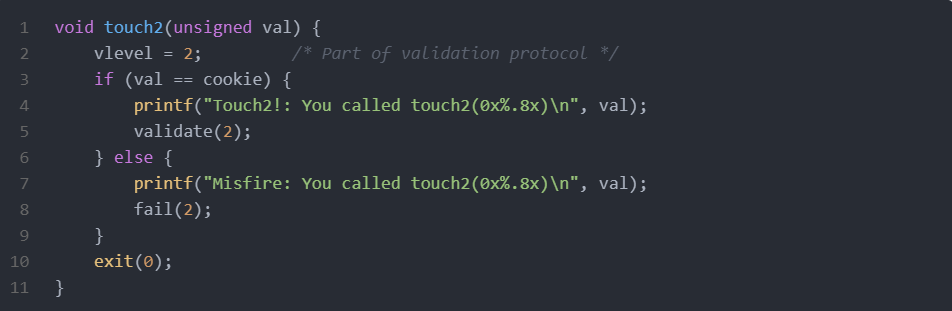 1 void touch2(unsigned val) {
2 vlevel = 2; /* Part of validation protocol */
3 if (val == cookie) {
4 printf("Touch2!: You called touch2(0x%.8x)\n", val);
5 validate(2);
6 } else {
7 printf("Misfire: You called touch2(0x%.8x)\n", val);
8 fail(2);
9 }
10 exit(0);
11 }